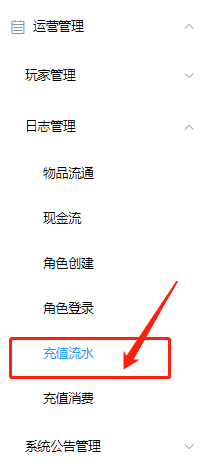 运营管理
玩家管理
日志管理
物品流通
现金流
角色创建
角色登录
充值流水
充值消费
系统公告管理